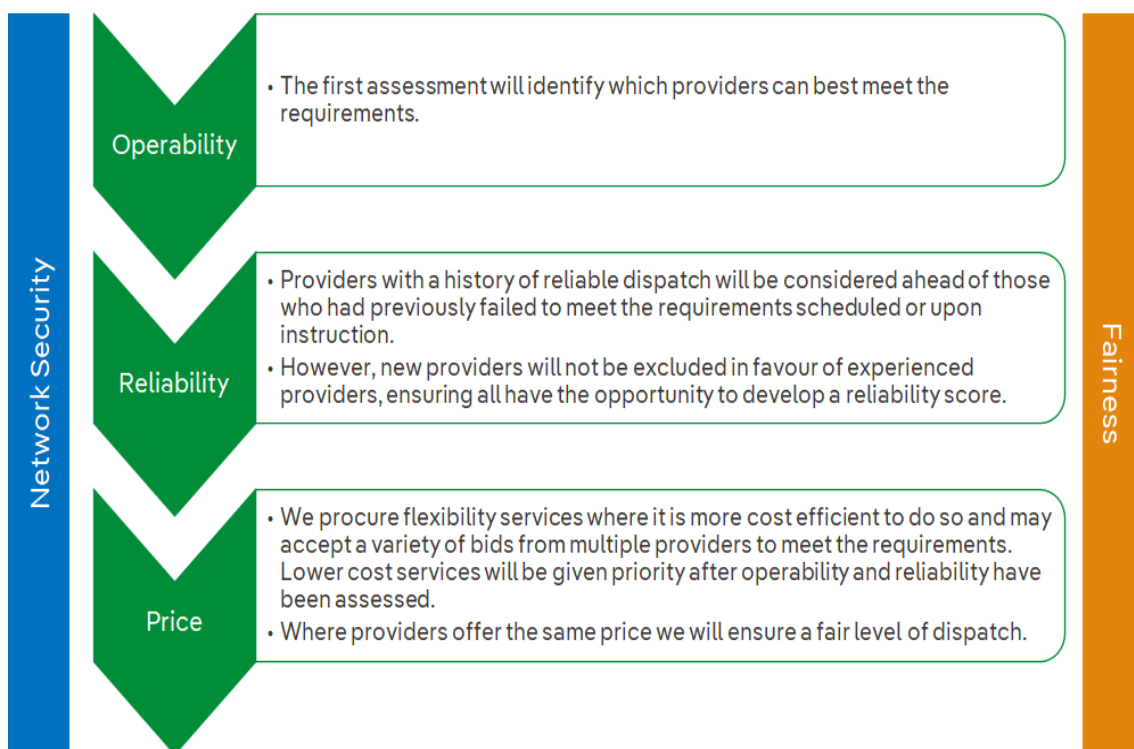 Network Security
Operability
• The first assessment will identify which providers can best meet the
requirements.
Reliability
• Providers with a history of reliable dispatch will be considered ahead of those
who had previously failed to meet the requirements scheduled or upon
instruction.
• However, new providers will not be excluded in favour of experienced
providers, ensuring all have the opportunity to develop a reliability score.
Price
• We procure flexibility services where it is more cost efficient to do so and may
accept a variety of bids from multiple providers to meet the requirements.
Lower cost services will be given priority after operability and reliability have
been assessed.
• Where providers offer the same price we will ensure a fair level of dispatch.
Fairness